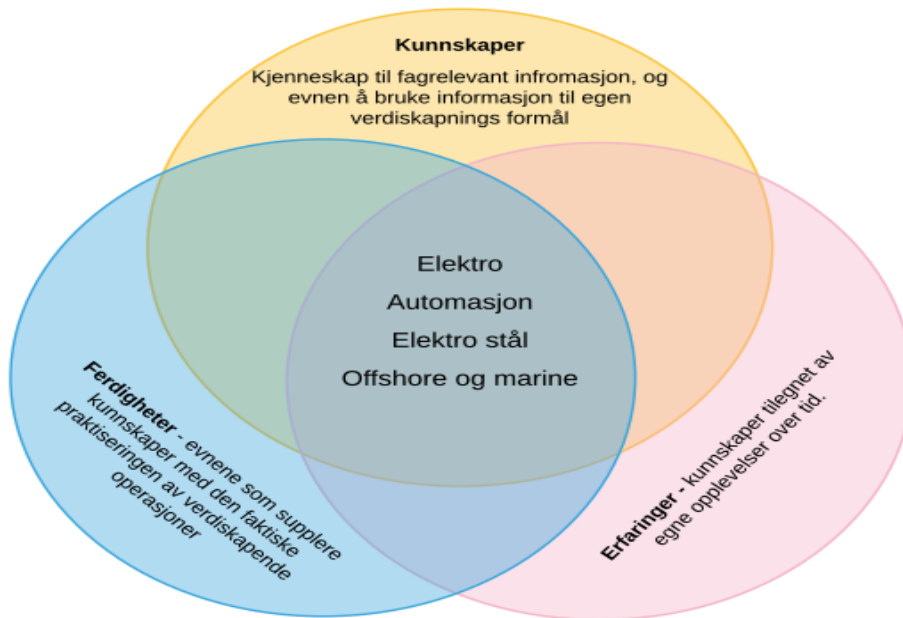 Kunnskaper
Kjenneskap til fagrelevant infromasjon, og
evnen å bruke informasjon til egen
verdiskapnings formål
Elektro
Automasjon
Elektro stål
Offshore og marine
Ferdigheter - evnene som supplere
kunnskaper med den faktiske
praktiseringen av verdiskapende
operasjoner
Erfaringer - kunnskaper tilegnet av
egne opplevelser over tid.